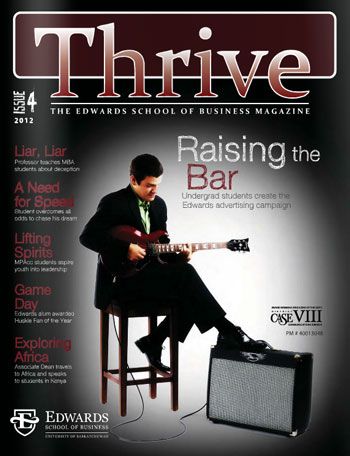 Thrive
THE EDWARDS SCHOOL OF BUSINESS MAGAZINE
ISSUE 4
2012
Raising the
Bar
Undergrad students create the
Edwards advertising campaign
Liar, Liar
Professor teaches MBA
students about deception
A Need
for Speed
Student overcomes all
odds to chase his dream
Lifting
Spirits
MPAcc students aspire
youth into leadership
Game
Day
Edwards alum awarded
Huskie Fan of the Year
Exploring
Africa
Associate Dean travels
to Africa and speaks
to students in Kenya
CASE VIII
PM #
EDWARDS
SCHOOL OF BUSINESS
UNIVERSITY OF SASKATCHEWAN